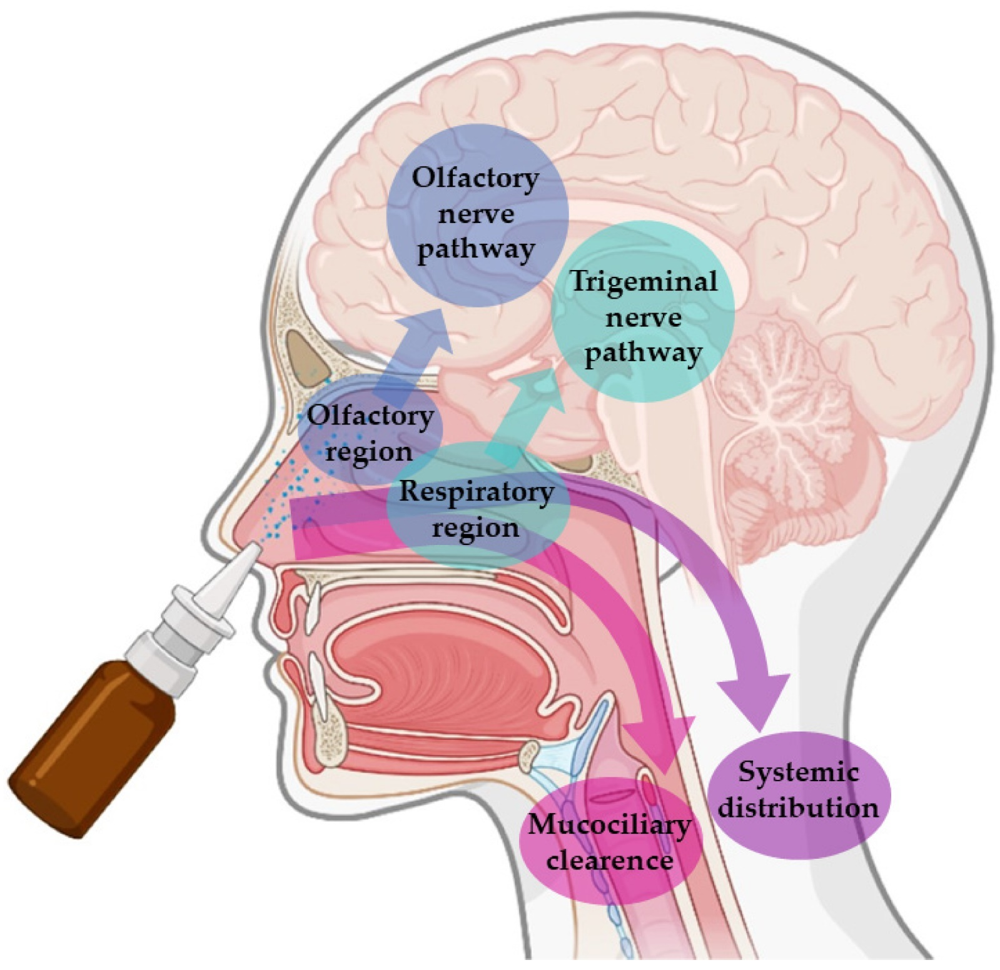 Olfactory
nerve
pathway
Trigeminal
nerve
pathway
Olfactory
region
Respiratory
region
Systemic
distribution
Mucociliary
clearence